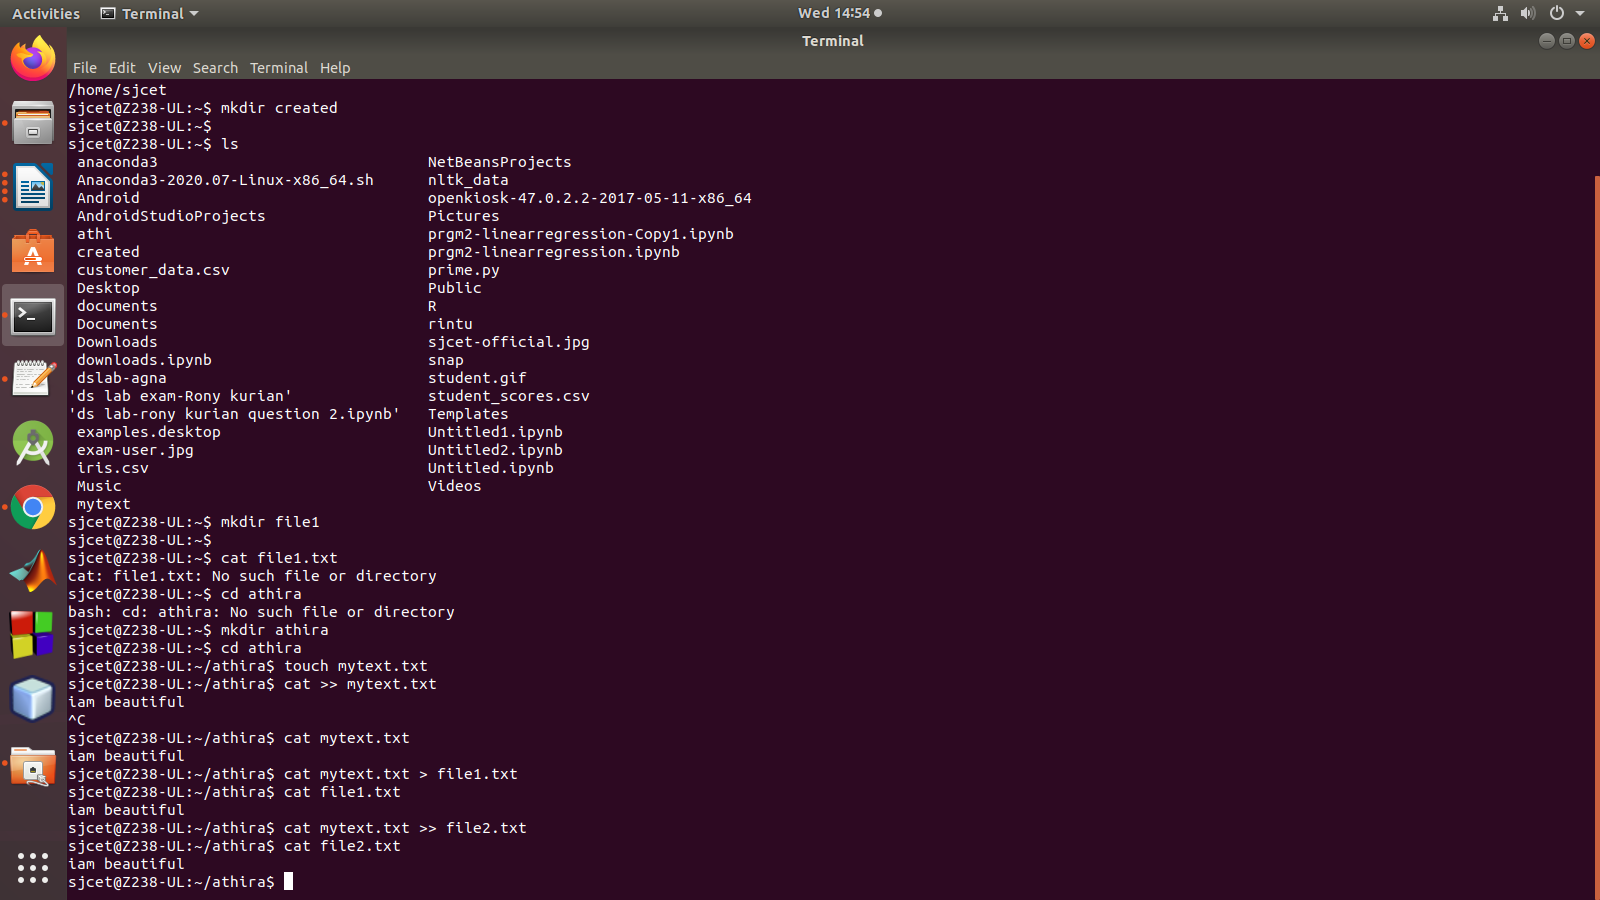 Activities Terminal Wed 14:54
Terminal
File Edit View Search Terminal Help
/home/sjcet
sjcet@Z238-UL:~$ mkdir created
sjcet@Z238-UL:~$
sjcet@Z238-UL:~$ ls
anaconda3 NetBeansProjects
Anaconda3-2020.07-Linux-x86_64.sh nltk_data
Android openkiosk-47.0.2.2-2017-05-11-x86_64
AndroidStudioProjects Pictures
athi prgm2-linearregression-Copy1.ipynb
created prgm2-linearregression.ipynb
customer_data.csv prime.py
Desktop Public
documents R
Documents rintu
Downloads sjcet-official.jpg
downloads.ipynb snap
dslab-agna student.gif
'ds lab exam-Rony kurian' student_scores.csv
'ds lab-rony kurian question 2.ipynb' Templates
examples.desktop Untitled1.ipynb
exam-user.jpg Untitled2.ipynb
iris.csv Untitled.ipynb
Music Videos
mytext
sjcet@Z238-UL:~$ mkdir file1
sjcet@Z238-UL:~$
sjcet@Z238-UL:~$ cat file1.txt
cat: file1.txt: No such file or directory
sjcet@Z238-UL:~$ cd athira
bash: cd: athira: No such file or directory
sjcet@Z238-UL:~$ mkdir athira
sjcet@Z238-UL:~$ cd athira
sjcet@Z238-UL:~/athira$ touch mytext.txt
sjcet@Z238-UL:~/athira$ cat >> mytext.txt
iam beautiful
^C
sjcet@Z238-UL:~/athira$ cat mytext.txt
iam beautiful
sjcet@Z238-UL:~/athira$ cat mytext.txt > file1.txt
sjcet@Z238-UL:~/athira$ cat file1.txt
iam beautiful
sjcet@Z238-UL:~/athira$ cat mytext.txt >> file2.txt
sjcet@Z238-UL:~/athira$ cat file2.txt
iam beautiful
sjcet@Z238-UL:~/athira$